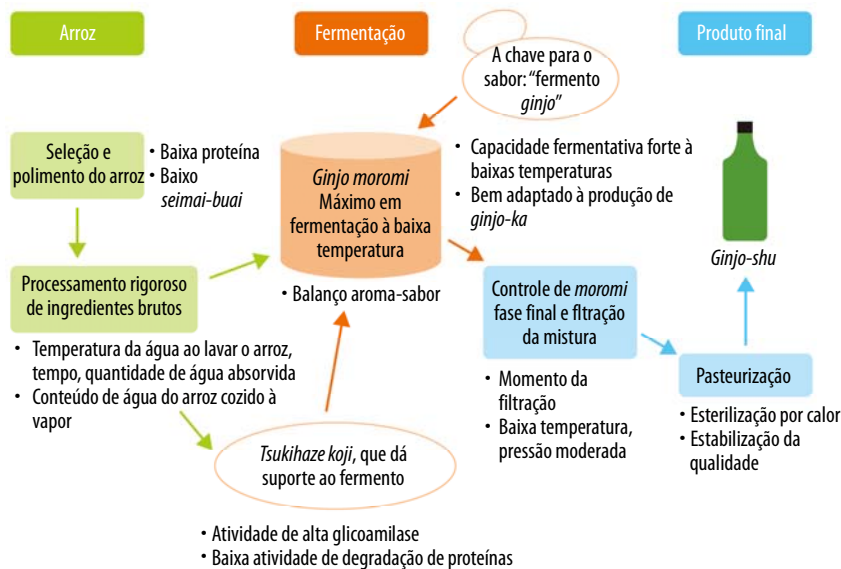 Arroz
Fermentação
Produto final
A chave para o
sabor: “fermento
ginjo”
Seleção e
polimento do arroz
• Baixa proteína
• Baixo
seimai-buai
Ginjo moromi
Máximo em
fermentação à baixa
temperatura
• Capacidade fermentativa forte à
baixas temperaturas
• Bem adaptado à produção de
ginjo-ka
Ginjo-shu
Processamento rigoroso
de ingredientes brutos
• Balanço aroma-sabor
Controle de moromi
fase final e fltração
da mistura
• Temperatura da água ao lavar o arroz,
tempo, quantidade de água absorvida
• Conteúdo de água do arroz cozido à
vapor
• Momento da
filtração
• Baixa temperatura,
pressão moderada
Pasteurização
• Esterilização por calor
• Estabilização da
qualidade
Tsukihaze koji, que dá
suporte ao fermento
• Atividade de alta glicoamilase
• Baixa atividade de degradação de proteínas